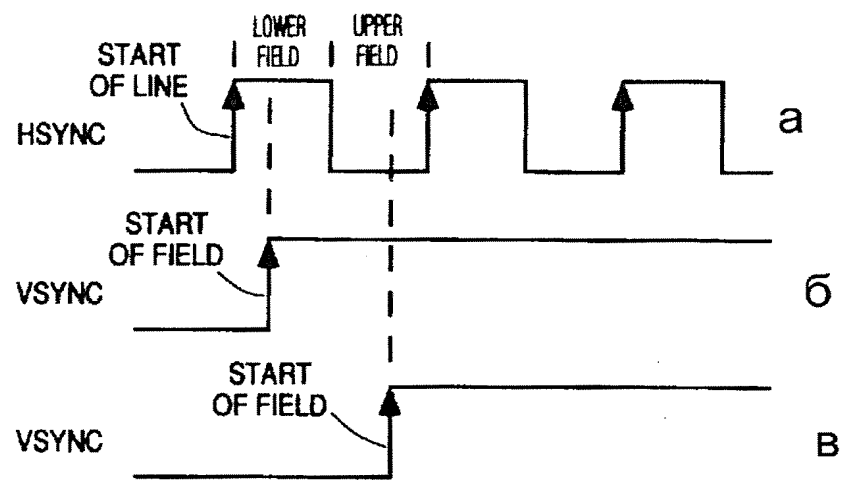 LOWER
FIELD
UPPER
FIELD
START
OF LINE
HSYNC
а
START
OF FIELD
VSYNC
б
START
OF FIELD
VSYNC
в